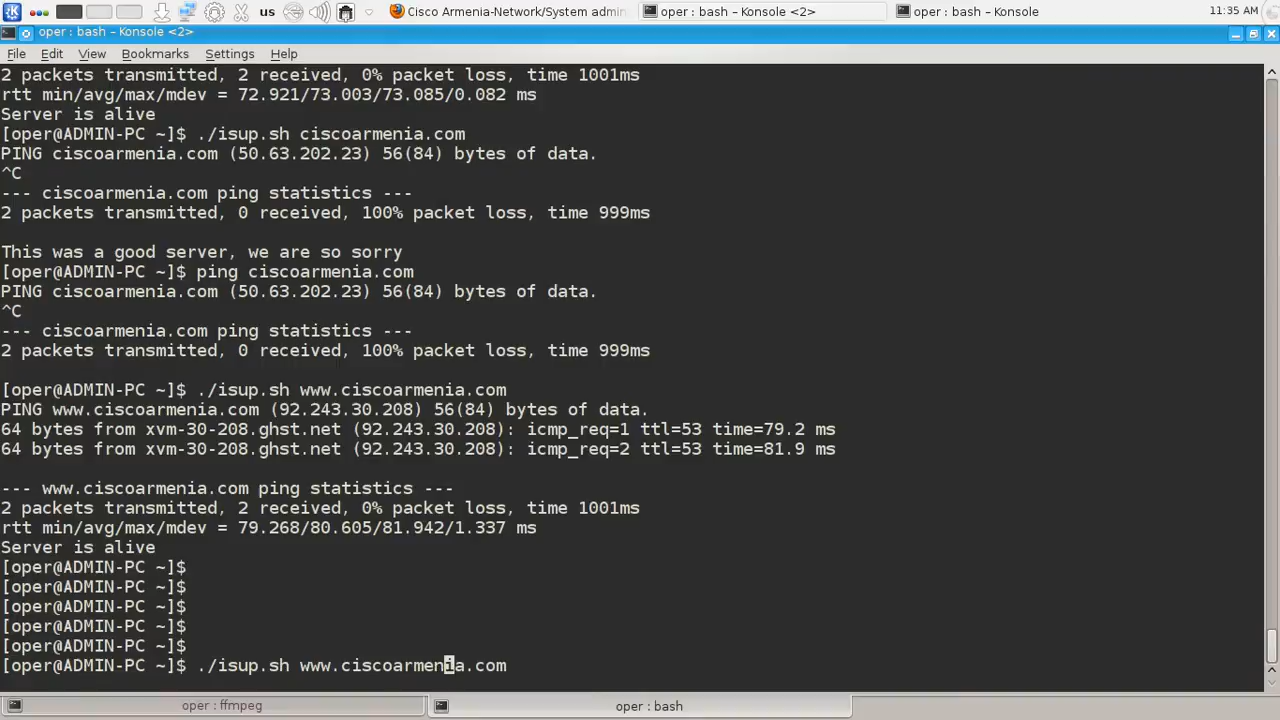 us
Cisco Armenia-Network/System admin
oper : bash – Konsole <2>
oper : bash – Konsole
11:35 AM
oper : bash – Konsole <2>
File Edit View Bookmarks Settings Help
2 packets transmitted, 2 received, 0% packet loss, time 1001ms
rtt min/avg/max/mdev = 72.921/73.003/73.085/0.082 ms
Server is alive
[oper@ADMIN-PC ~]$ ./isup.sh ciscoarmenia.com
PING ciscoarmenia.com (50.63.202.23) 56(84) bytes of data.
^C
--- ciscoarmenia.com ping statistics ---
2 packets transmitted, 0 received, 100% packet loss, time 999ms
This was a good server, we are so sorry
[oper@ADMIN-PC ~]$ ping ciscoarmenia.com
PING ciscoarmenia.com (50.63.202.23) 56(84) bytes of data.
^C
--- ciscoarmenia.com ping statistics ---
2 packets transmitted, 0 received, 100% packet loss, time 999ms
[oper@ADMIN-PC ~]$ ./isup.sh www.ciscoarmenia.com
PING www.ciscoarmenia.com (92.243.30.208) 56(84) bytes of data.
64 bytes from xvm-30-208.ghst.net (92.243.30.208): icmp_req=1 ttl=53 time=79.2 ms
64 bytes from xvm-30-208.ghst.net (92.243.30.208): icmp_req=2 ttl=53 time=81.9 ms
--- www.ciscoarmenia.com ping statistics ---
2 packets transmitted, 2 received, 0% packet loss, time 1001ms
rtt min/avg/max/mdev = 79.268/80.605/81.942/1.337 ms
Server is alive
[oper@ADMIN-PC ~]$
[oper@ADMIN-PC ~]$
[oper@ADMIN-PC ~]$
[oper@ADMIN-PC ~]$
[oper@ADMIN-PC ~]$
[oper@ADMIN-PC ~]$ ./isup.sh www.ciscoarmenia.com
oper : ffmpeg
oper : bash